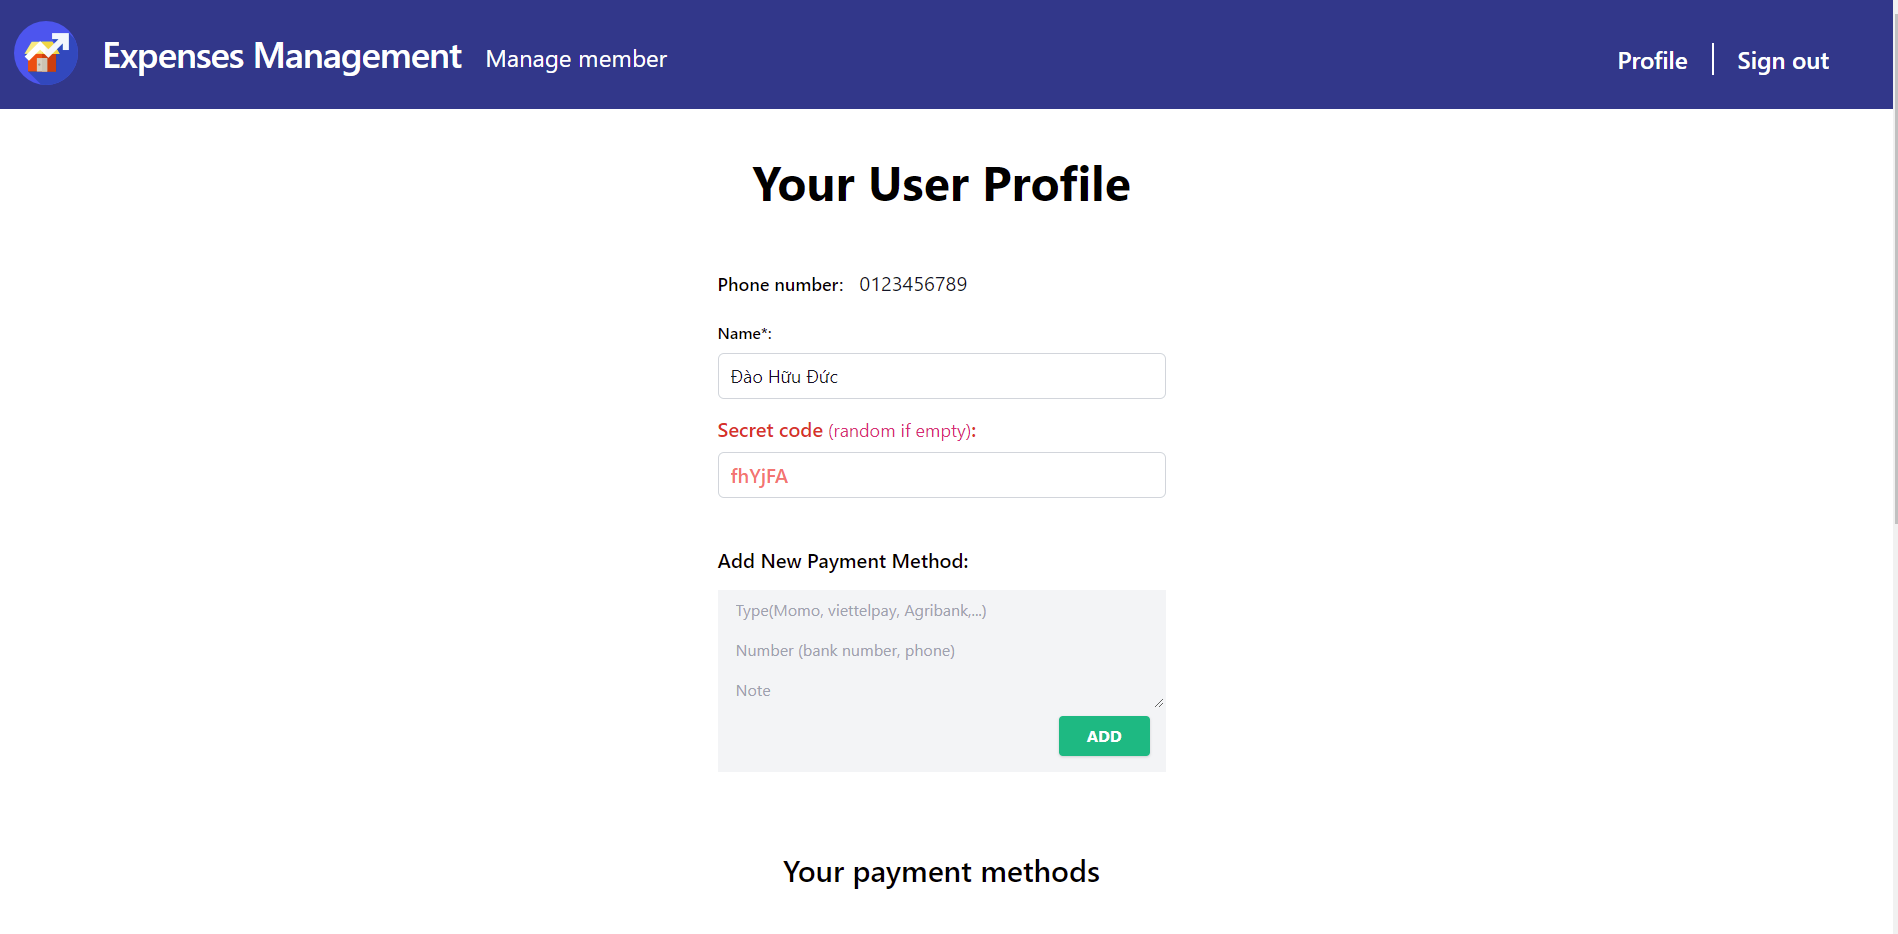 Expenses Management Manage member Profile Sign out
Your User Profile
Phone number: 0123456789
Name*:
Đào Hữu Đức
Secret code (random if empty):
fhYjFA
Add New Payment Method:
Type(Momo, viettelpay, Agribank,...)
Number (bank number, phone)
Note
ADD
Your payment methods